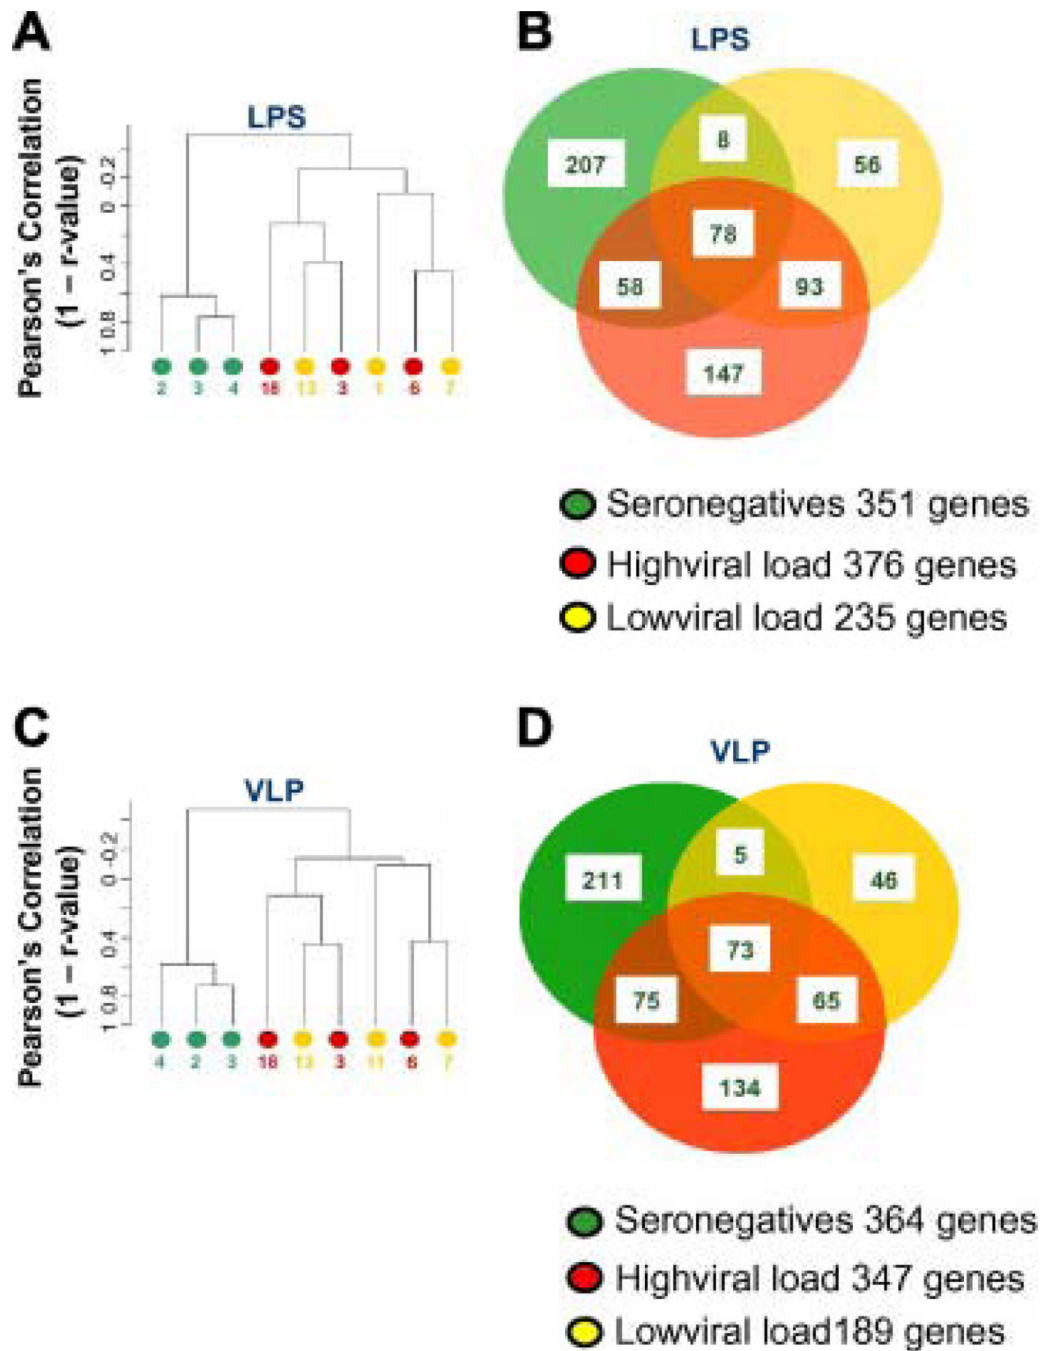 A
Pearson's Correlation
(1 – r-value)
LPS
-0.2
0
0.4
0.8
1
2 3 4 18 13 3 1 6 7
B
LPS
207
8
56
78
58
93
147
Seronegatives 351 genes
Highviral load 376 genes
Lowviral load 235 genes
C
Pearson's Correlation
(1 – r-value)
VLP
-0.2
0
0.4
0.8
1
4 2 3 18 13 3 11 6 7
D
VLP
211
5
46
73
75
65
134
Seronegatives 364 genes
Highviral load 347 genes
Lowviral load189 genes